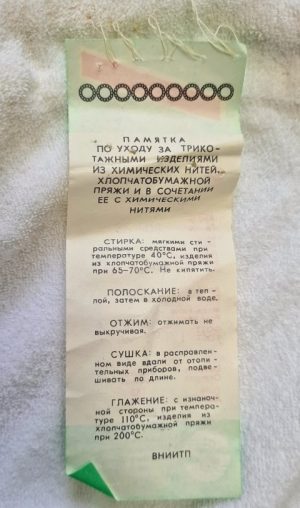 ПАМЯТКА
ПО УХОДУ ЗА ТРИКО-
ТАЖНЫМИ ИЗДЕЛИЯМИ
ИЗ ХИМИЧЕСКИХ НИТЕЙ,
ХЛОПЧАТОБУМАЖНОЙ
ПРЯЖИ И В СОЧЕТАНИИ
ЕЕ С ХИМИЧЕСКИМИ
НИТЯМИ
СТИРКА: мягкими сти-
ральными средствами при
температуре 40°С, изделия
из хлопчатобумажной пряжи
при 65-70°С. Не кипятить.
ПОЛОСКАНИЕ: в теп-
лой, затем в холодной воде.
ОТЖИМ: отжимать не
выкручивая.
СУШКА: в расправлен-
ном виде вдали от отопи-
тельных приборов, подве-
шивать по длине.
ГЛАЖЕНИЕ: с изнаноч-
ной стороны при темпера-
туре 110°С, изделия из
хлопчатобумажной пряжи
при 200°С.
ВНИИТП